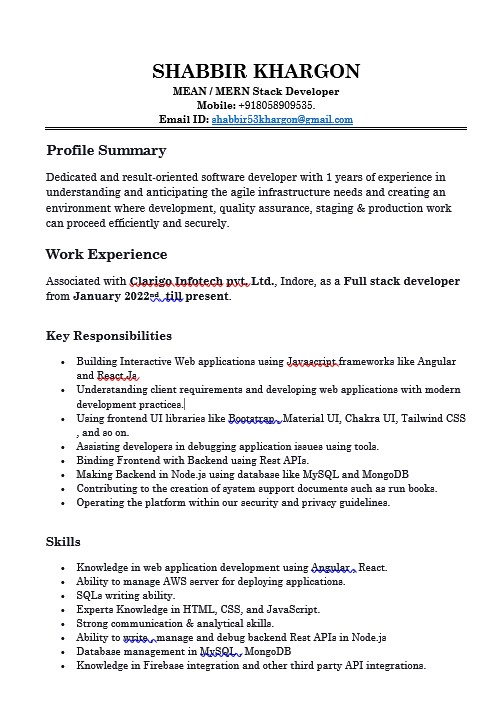 SHABBIR KHARGON
MEAN / MERN Stack Developer
Mobile: +918058909535.
Email ID: shabbir53khargon@gmail.com
Profile Summary
Dedicated and result-oriented software developer with 1 years of experience in
understanding and anticipating the agile infrastructure needs and creating an
environment where development, quality assurance, staging & production work
can proceed efficiently and securely.
Work Experience
Associated with Clarigo Infotech pvt. Ltd., Indore, as a Full stack developer
from January 2022nd till present.
Key Responsibilities
• Building Interactive Web applications using Javascript frameworks like Angular
and React Js.
• Understanding client requirements and developing web applications with modern
development practices.
• Using frontend UI libraries like Bootstrap, Material UI, Chakra UI, Tailwind CSS
, and so on.
• Assisting developers in debugging application issues using tools.
• Binding Frontend with Backend using Rest APIs.
• Making Backend in Node.js using database like MySQL and MongoDB
• Contributing to the creation of system support documents such as run books.
• Operating the platform within our security and privacy guidelines.
Skills
• Knowledge in web application development using Angular , React.
• Ability to manage AWS server for deploying applications.
• SQLs writing ability.
• Experts Knowledge in HTML, CSS, and JavaScript.
• Strong communication & analytical skills.
• Ability to write , manage and debug backend Rest APIs in Node.js
• Database management in MySQL , MongoDB
• Knowledge in Firebase integration and other third party API integrations.